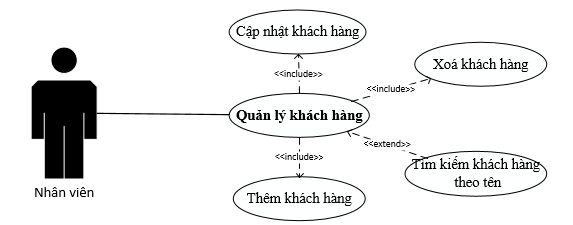 Cập nhật khách hàng
Xoá khách hàng
<<include>>
<<include>>
Quản lý khách hàng
<<extend>>
<<include>>
Tìm kiếm khách hàng
theo tên
Nhân viên
Thêm khách hàng